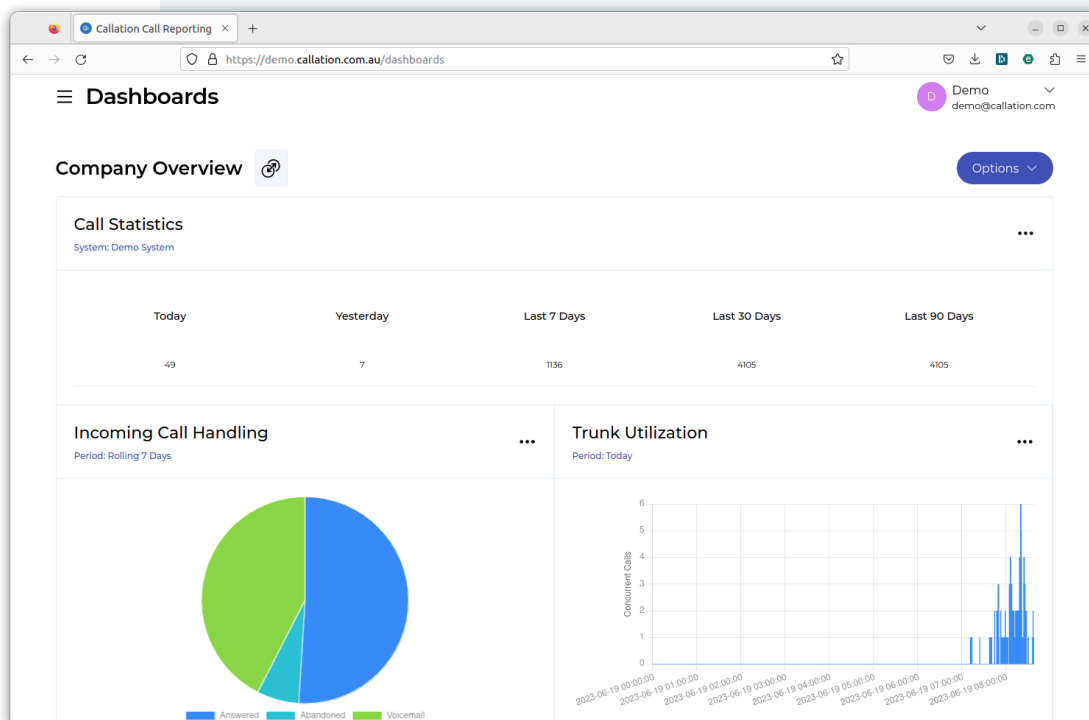 Callation Call Reporting
https://demo.callation.com.au/dashboards
Dashboards
D
Demo
demo@callation.com
Company Overview
Options
Call Statistics
System: Demo System
Today Yesterday Last 7 Days Last 30 Days Last 90 Days
49 7 1136 4105 4105
Incoming Call Handling
Period: Rolling 7 Days
Answered Abandoned Voicemail
Trunk Utilization
Period: Today
Concurrent Calls
6
5
4
3
2
1
0
2023-06-19 00:00:00
2023-06-19 01:00:00
2023-06-19 02:00:00
2023-06-19 03:00:00
2023-06-19 04:00:00
2023-06-19 05:00:00
2023-06-19 06:00:00
2023-06-19 07:00:00
2023-06-19 08:00:00